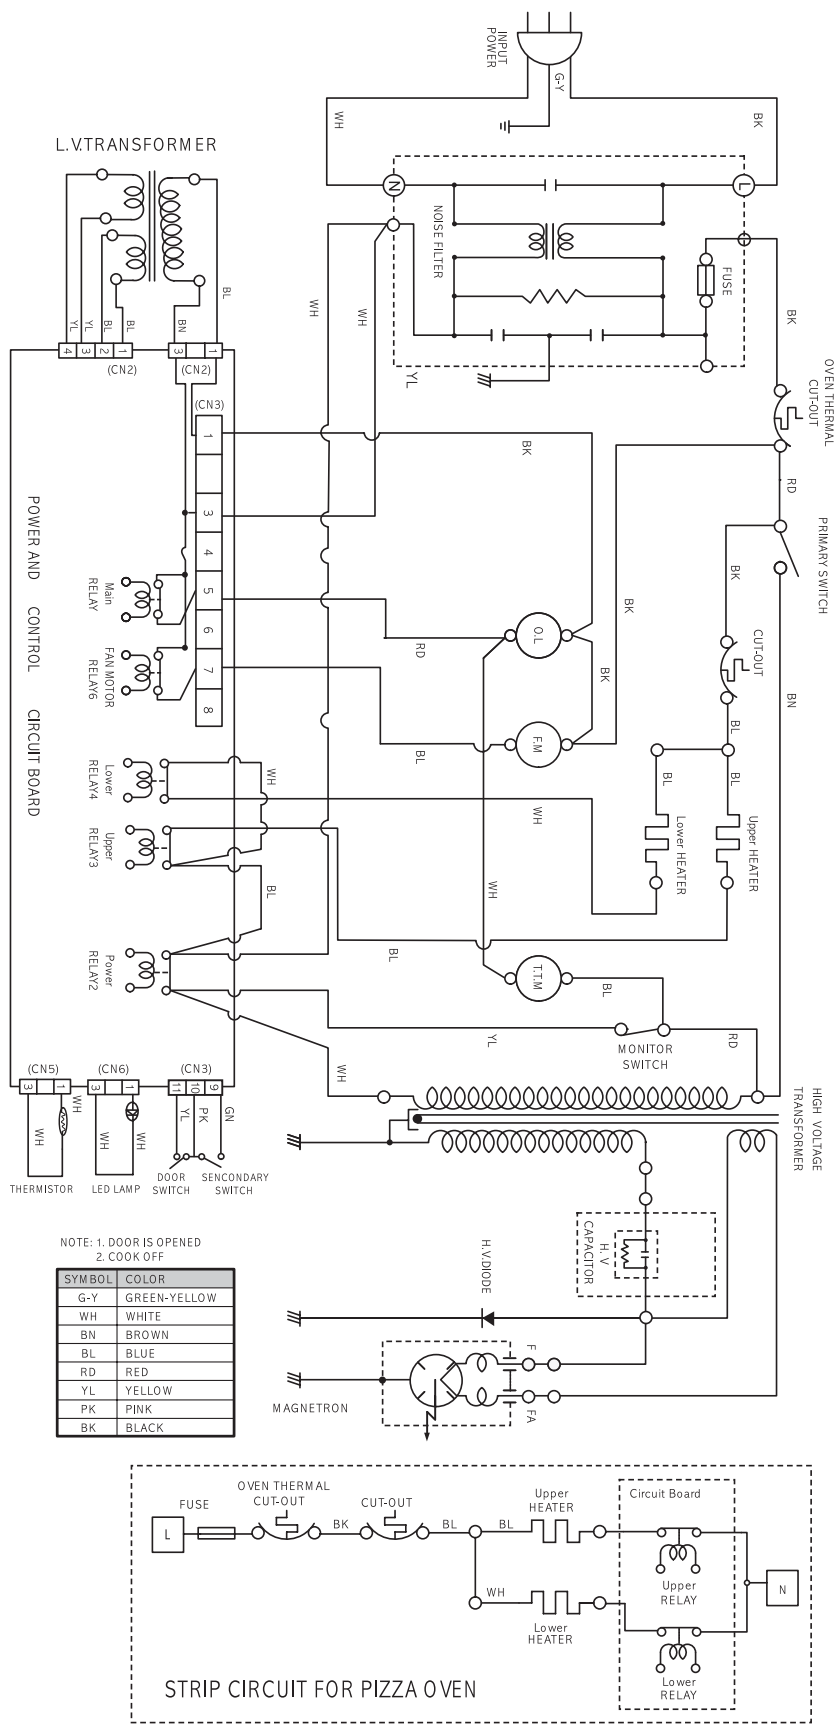 INPUT
POWER
G-Y
WH
BK
L.V.TRANSFORMER
N
L
NOISE FILTER
FUSE
BL
WH
WH
BK
YL
YL
BL
BL
BN
4
3
2
1
3
1
(CN2)
(CN2)
YL
OVEN THERMAL
CUT-OUT
(CN3)
1
BK
RD
3
4
5
6
7
8
POWER AND CONTROL CIRCUIT BOARD
PRIMARY SWITCH
BK
BK
Main
RELAY
O.L
RD
CUT-OUT
FAN MOTOR
RELAY6
BK
BN
F.M
BL
BL
Lower
RELAY4
WH
BL
BL
WH
Upper
RELAY3
Lower HEATER
Upper HEATER
BL
WH
BL
Power
RELAY2
T.T.M
BL
YL
RD
MONITOR
SWITCH
WH
(CN5)
(CN6)
(CN3)
3
1
3
1
11
10
9
WH
YL
PK
GN
WH
WH
WH
HIGH VOLTAGE
TRANSFORMER
THERMISTOR
LED LAMP
DOOR
SWITCH
SENCONDARY
SWITCH
H.V
CAPACITOR
H.V.DIODE
NOTE: 1. DOOR IS OPENED
2. COOK OFF
SYMBOL COLOR
G-Y GREEN-YELLOW
WH WHITE
BN BROWN
BL BLUE
RD RED
YL YELLOW
PK PINK
BK BLACK
F
FA
MAGNETRON
L
FUSE
OVEN THERMAL
CUT-OUT
BK
CUT-OUT
BL
BL
Upper
HEATER
Circuit Board
Upper
RELAY
N
WH
Lower
HEATER
Lower
RELAY
STRIP CIRCUIT FOR PIZZA OVEN